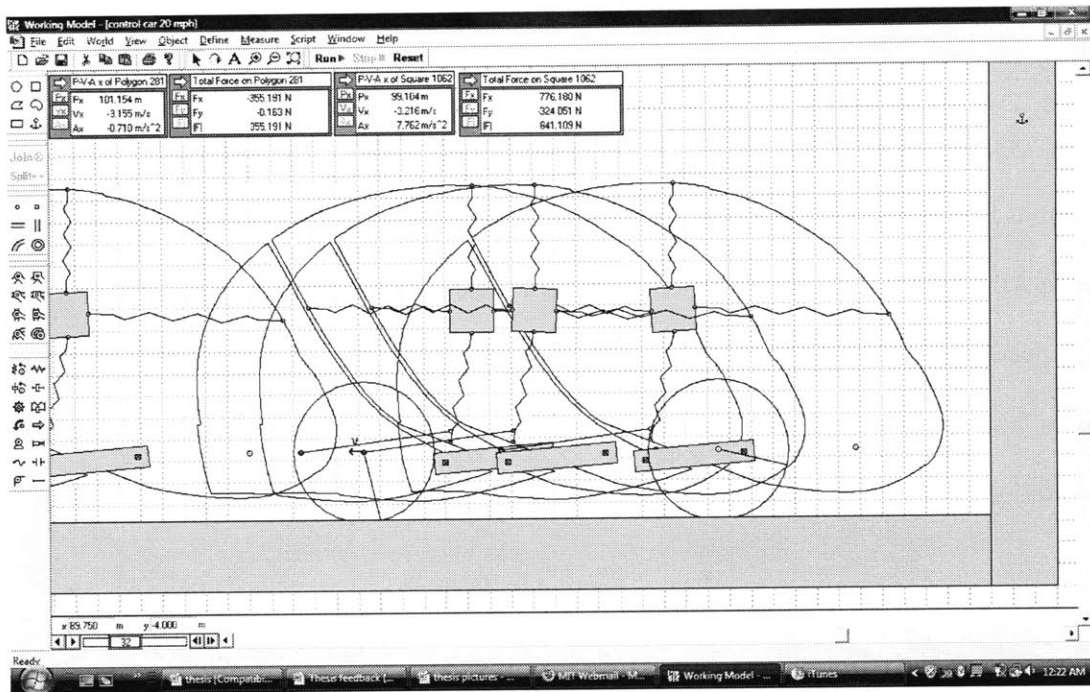 Working Model - [control car 20 mph]
File Edit World View Object Define Measure Script Window Help
A Run Stop Reset
P-V-A x of Polygon 281
Px 101.154 m
Vx -3.155 m/s
Ax -0.710 m/s^2
Total Force on Polygon 281
Fx Fx -355.191 N
Fy -0.163 N
|F| 355.191 N
P-V-A x of Square 1062
Px 99.104 m
Vx -3.216 m/s
Ax 7.762 m/s^2
Total Force on Square 1062
Fx Fx 776.180 N
Fy -324.051 N
|F| 841.109 N
Join
Split
x 89.750 m y -4.000 m
32
Ready
thesis [Compatibi... Thesis feedback (... thesis pictures - ... MIT Webmail - M... Working Model - ... iTunes 12:22 AM